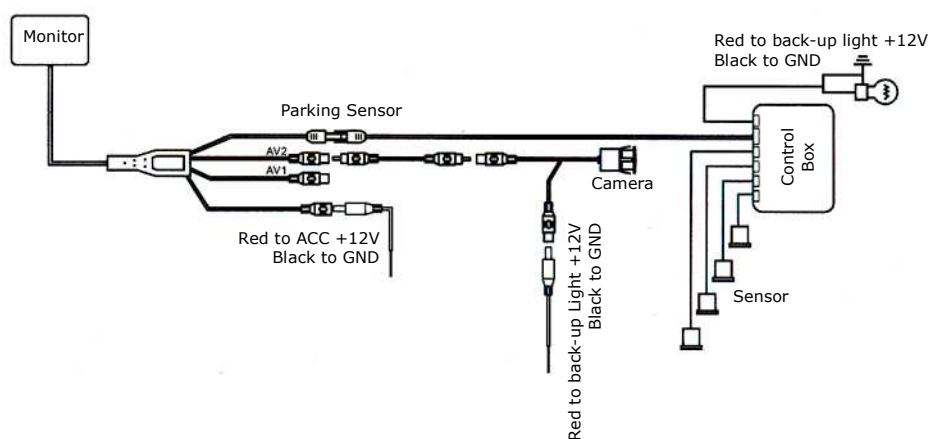 Monitor
Red to back-up light +12V
Black to GND
Parking Sensor
AV2
AV1
Camera
Control
Box
Red to ACC +12V
Black to GND
Red to back-up Light +12V
Black to GND
Sensor